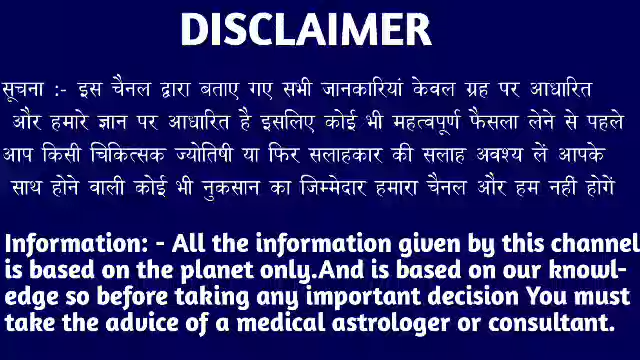 DISCLAIMER
सूचना :- इस चैनल द्वारा बताए गए सभी जानकारियां केवल ग्रह पर आधारित
और हमारे ज्ञान पर आधारित है इसलिए कोई भी महत्वपूर्ण फैसला लेने से पहले
आप किसी चिकित्सक ज्योतिषी या फिर सलाहकार की सलाह अवश्य लें आपके
साथ होने वाली कोई भी नुकसान का जिम्मेदार हमारा चैनल और हम नहीं होगें
Information: - All the information given by this channel
is based on the planet only.And is based on our knowl-
edge so before taking any important decision You must
take the advice of a medical astrologer or consultant.